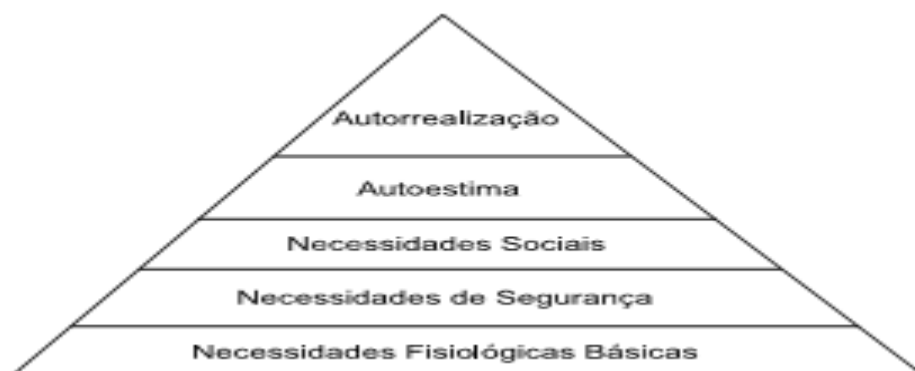 Autorrealização
Autoestima
Necessidades Sociais
Necessidades de Segurança
Necessidades Fisiológicas Básicas